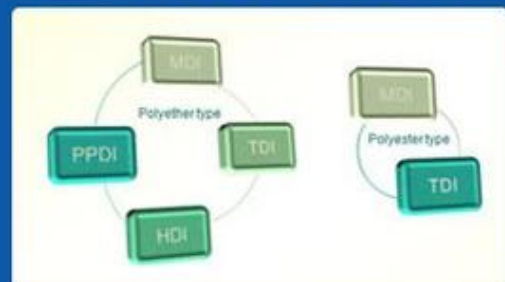 MDI
Polyether type
PPDI
TDI
HDI
MDI
Polyester type
TDI